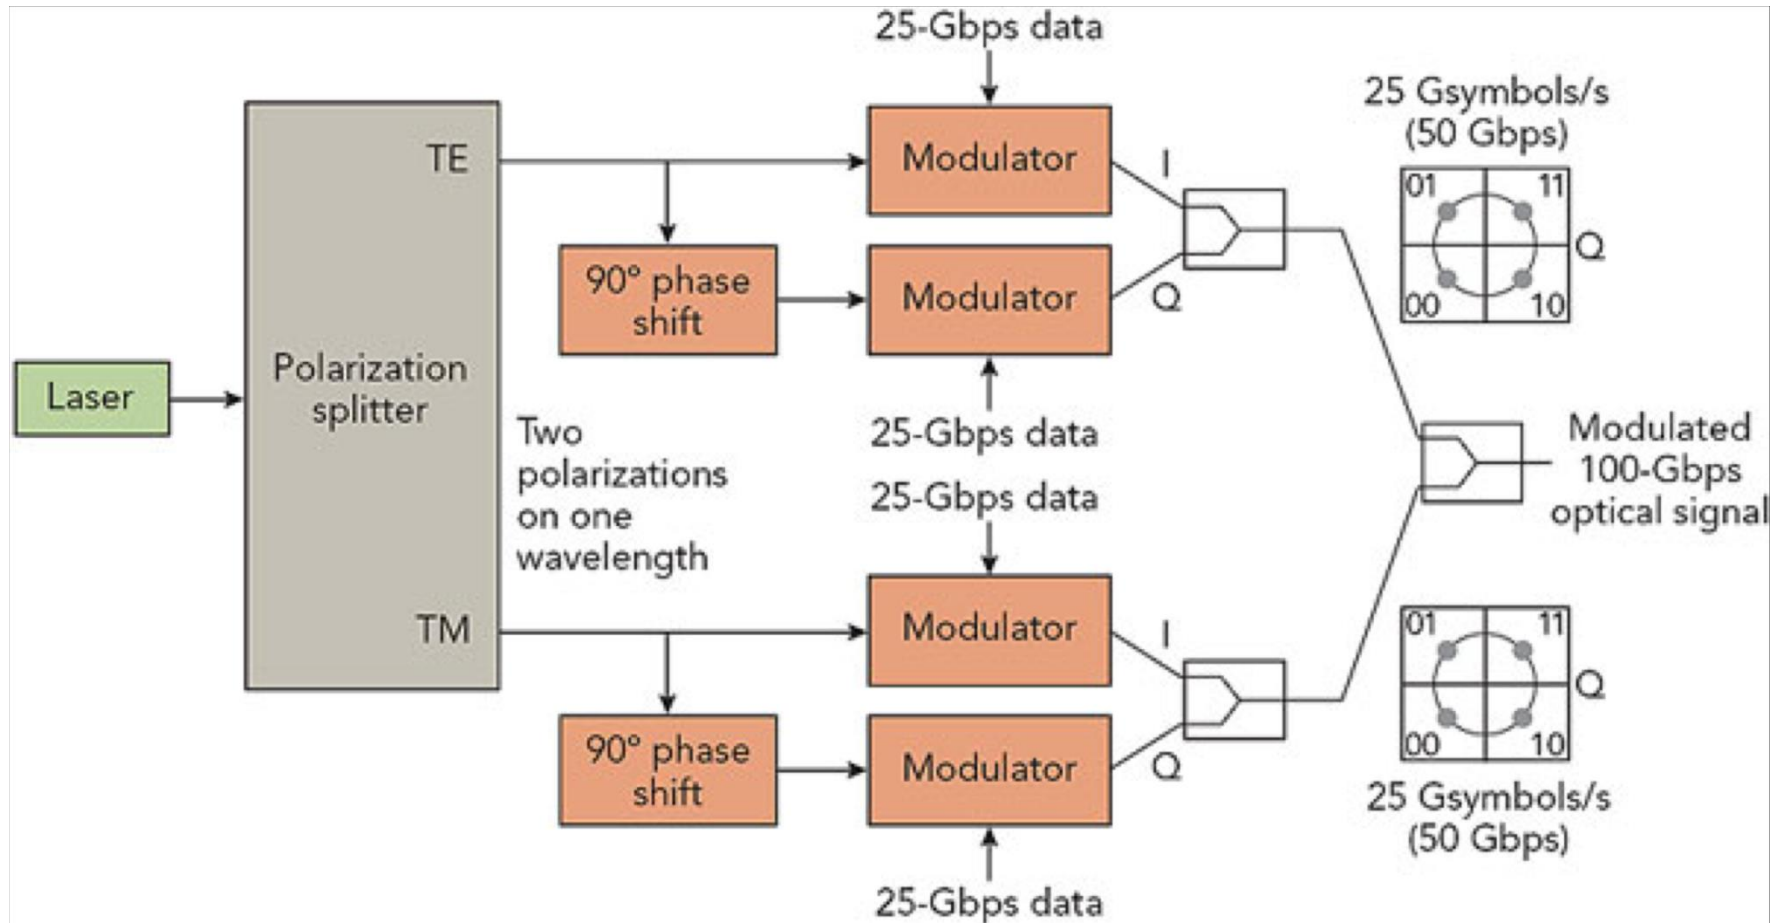 25-Gbps data
25 Gsymbols/s
(50 Gbps)
TE
Modulator
I
01
11
Q
00
10
90° phase
shift
Modulator
Q
25-Gbps data
Laser
Polarization
splitter
Two
polarizations
on one
wavelength
25-Gbps data
Modulated
100-Gbps
optical signal
TM
Modulator
I
01
11
Q
00
10
90° phase
shift
Modulator
Q
25-Gbps data
25 Gsymbols/s
(50 Gbps)